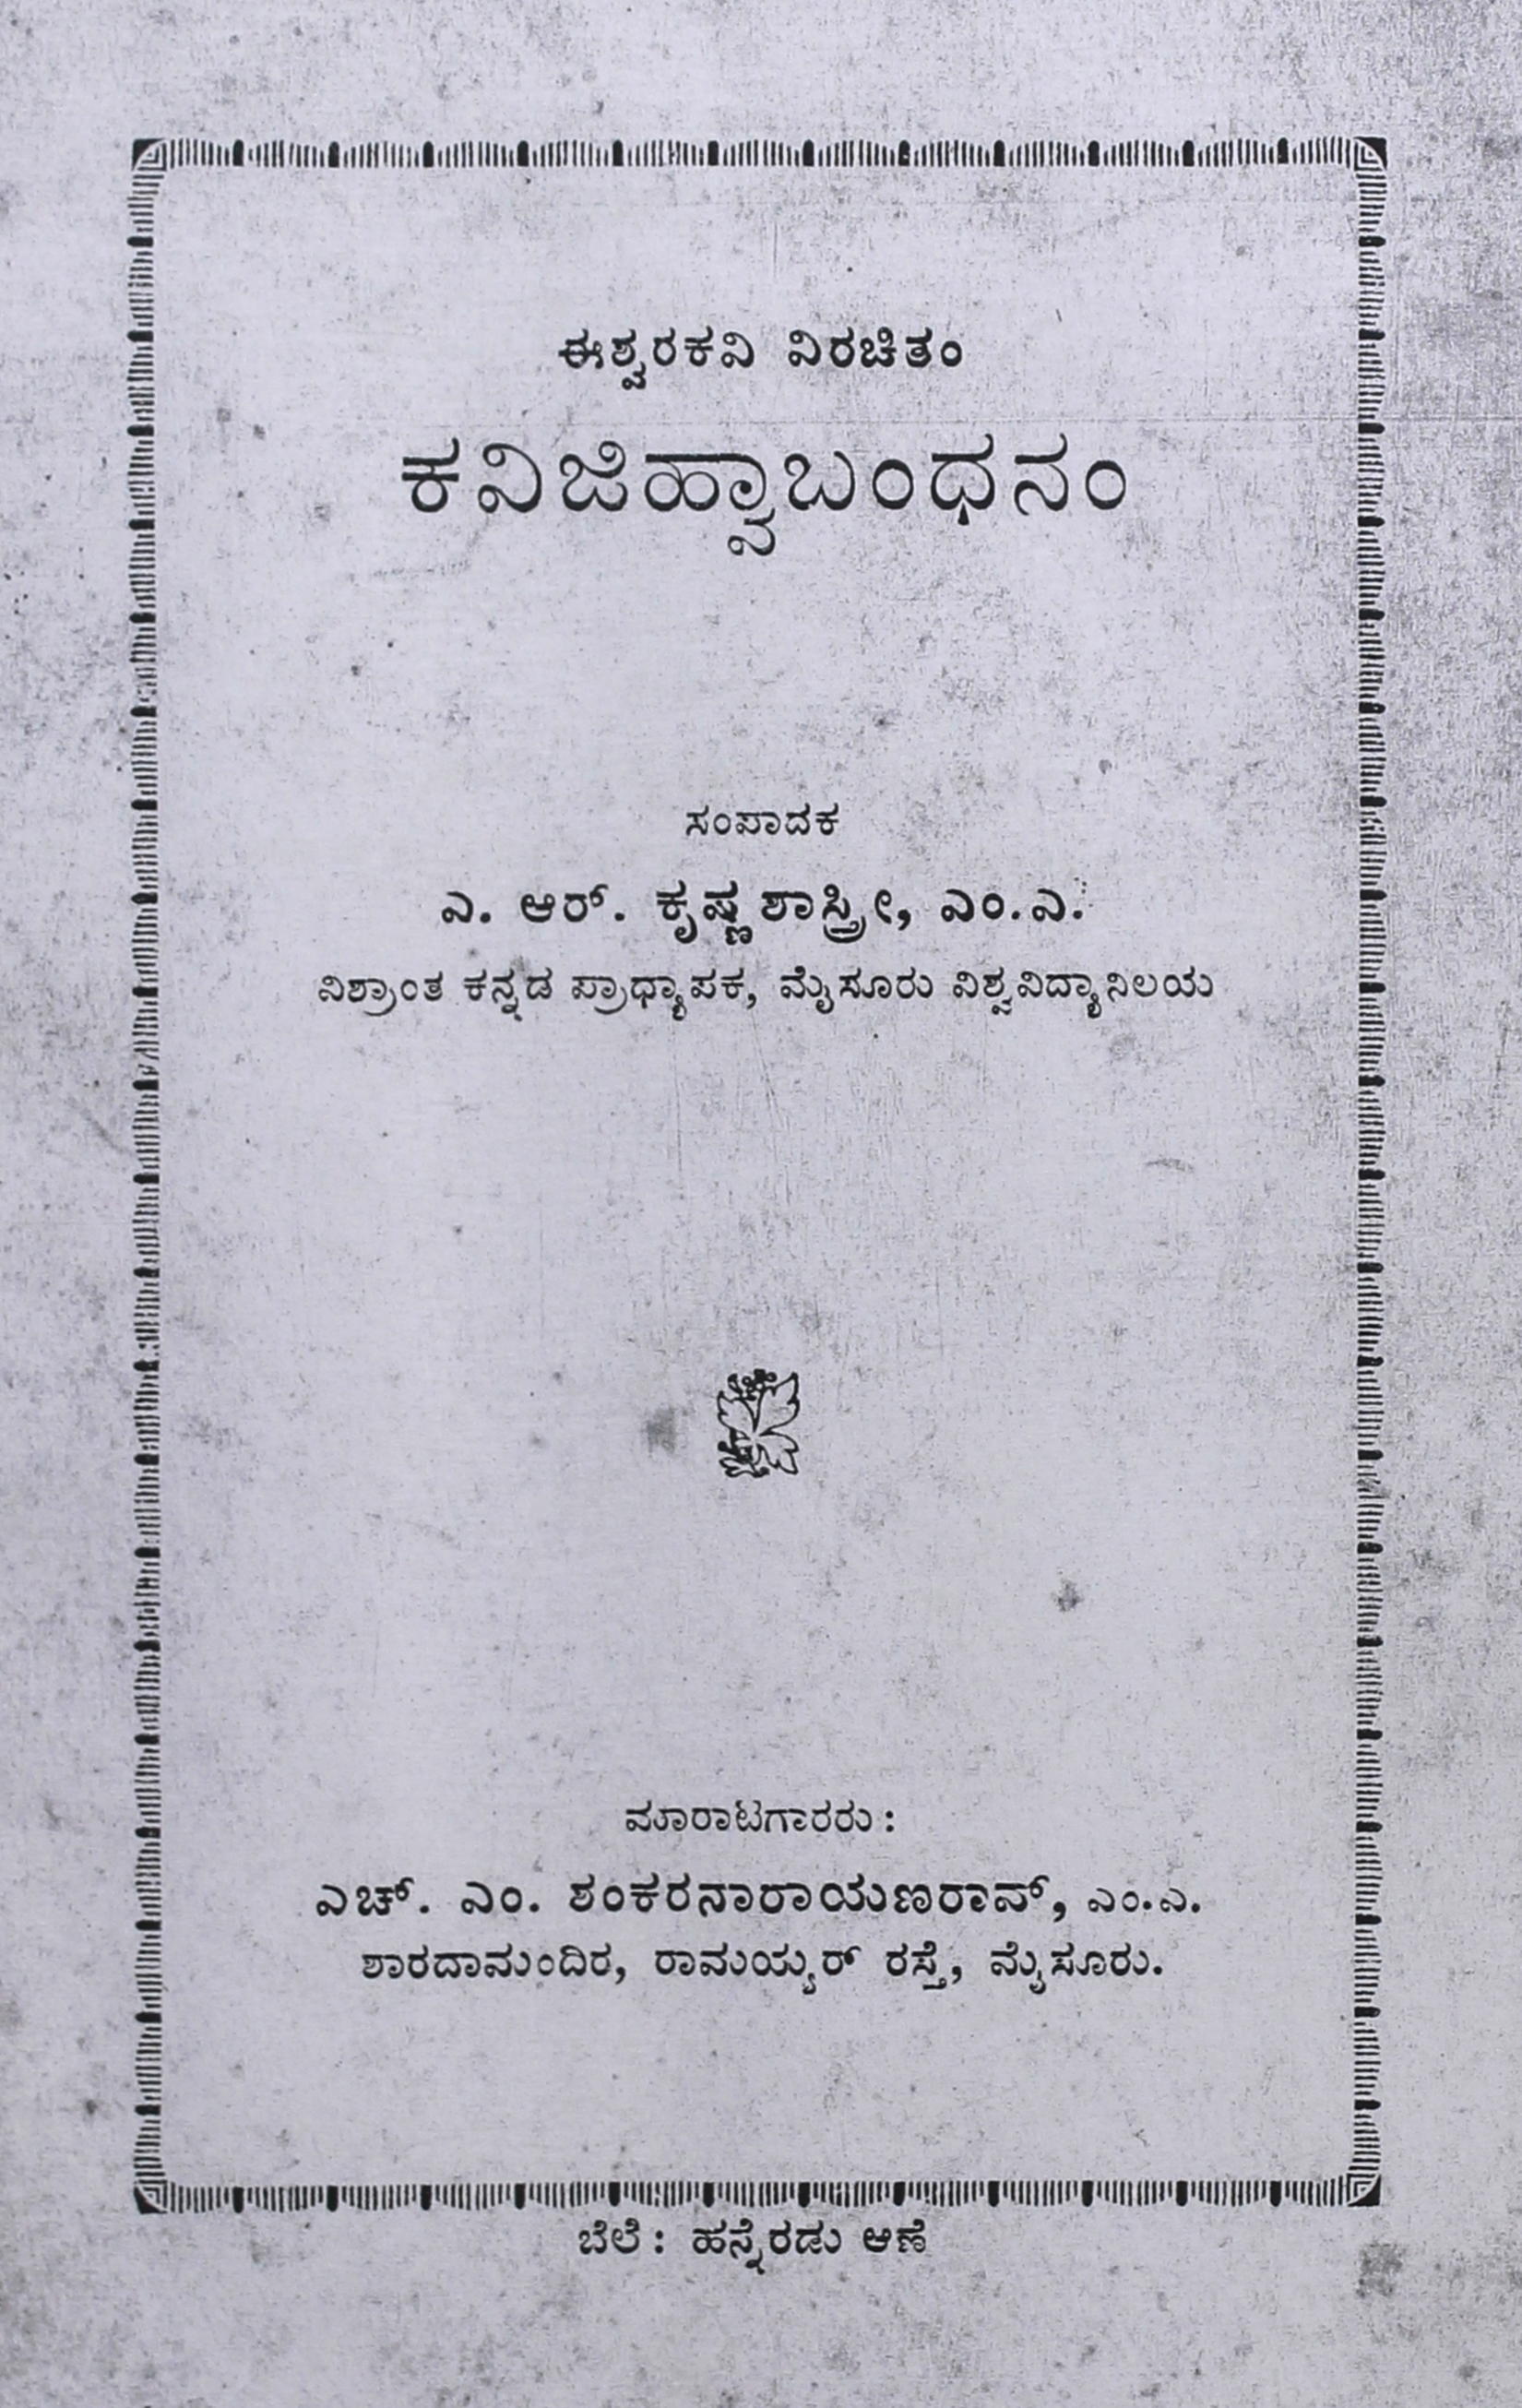 ಈಶ್ವರಕವಿ ವಿರಚಿತಂ
ಕವಿಜಿಹ್ವಾಬಂಧನಂ
ಸಂಪಾದಕ
ಎ. ಆರ್. ಕೃಷ್ಣಶಾಸ್ತ್ರೀ, ಎಂ.ಎ.
ವಿಶ್ರಾಂತ ಕನ್ನಡ ಪ್ರಾಧ್ಯಾಪಕ, ಮೈಸೂರು ವಿಶ್ವವಿದ್ಯಾನಿಲಯ
ಮಾರಾಟಗಾರರು :
ಎಚ್. ಎಂ. ಶಂಕರನಾರಾಯಣರಾವ್, ಎಂ.ಎ.
ಶಾರದಾಮಂದಿರ, ರಾಮಯ್ಯರ್ ರಸ್ತೆ, ಮೈಸೂರು.
ಬೆಲೆ : ಹನ್ನೆರಡು ಆಣೆ